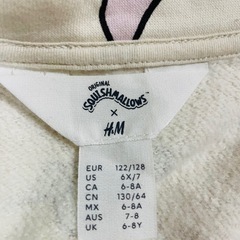 ORIGINAL
SQUISHMALLOWS™
×
H&M
EUR 122/128
US 6X/7
CA 6-8A
CN 130/64
MX 6-8A
AUS 7-8
UK 6-8Y